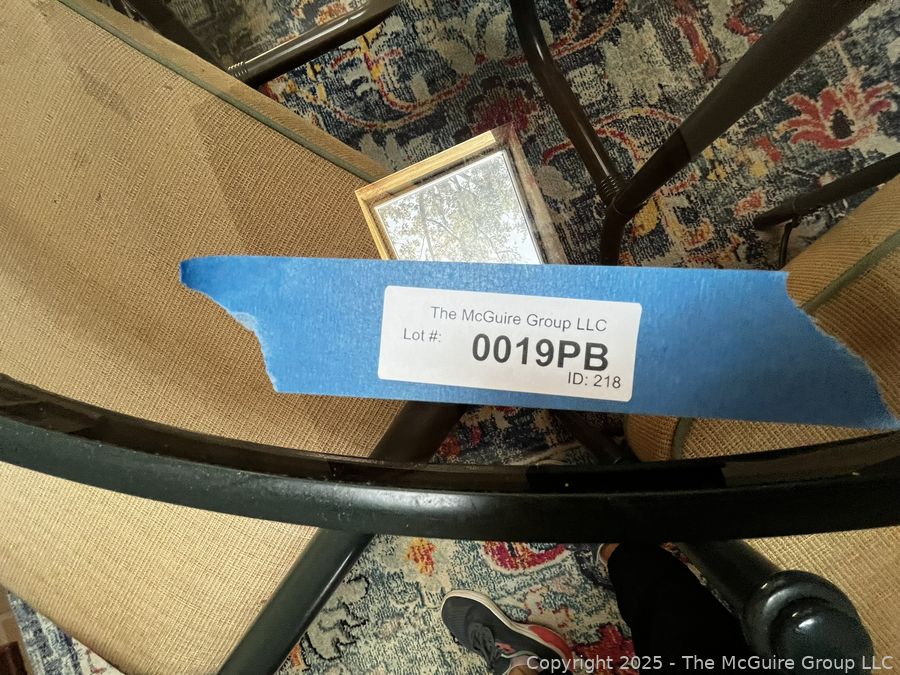 The McGuire Group LLC
Lot #: 0019PB
ID: 218
Copyright 2025 - The McGuire Group LLC